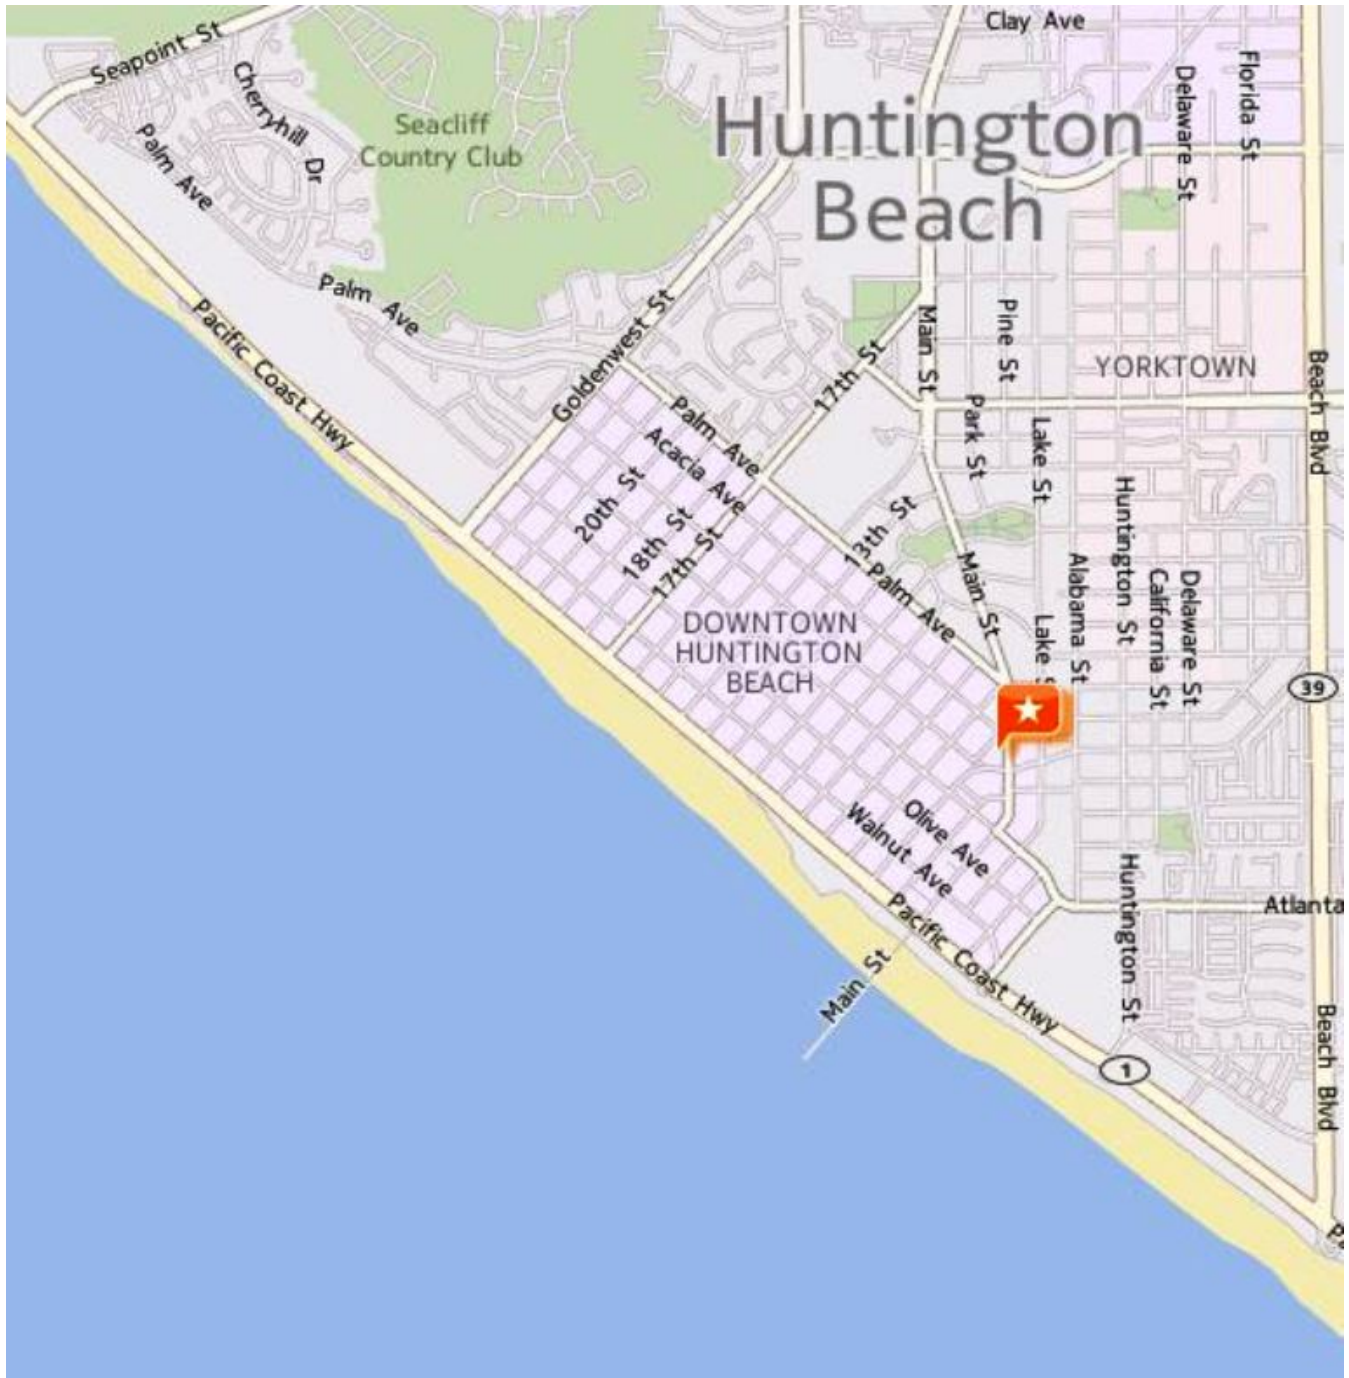 Clay Ave
Seapoint St
Cherryhill Dr
Palm Ave
Seacliff
Country Club
Huntington
Beach
Delaware St
Florida St
Palm Ave
Pacific Coast Hwy
Goldenwest St
Main St
Pine St
17th St
YORKTOWN
Beach Blvd
Palm Ave
Acacia Ave
Park St
Lake St
20th St
18th St
17th St
13th St
Palm Ave
Main St
Huntington St
Alabama St
California St
Delaware St
Lake
DOWNTOWN
HUNTINGTON
BEACH
39
Olive Ave
Walnut Ave
Pacific Coast Hwy
Main St
Huntington St
Atlanta
1
Beach Blvd